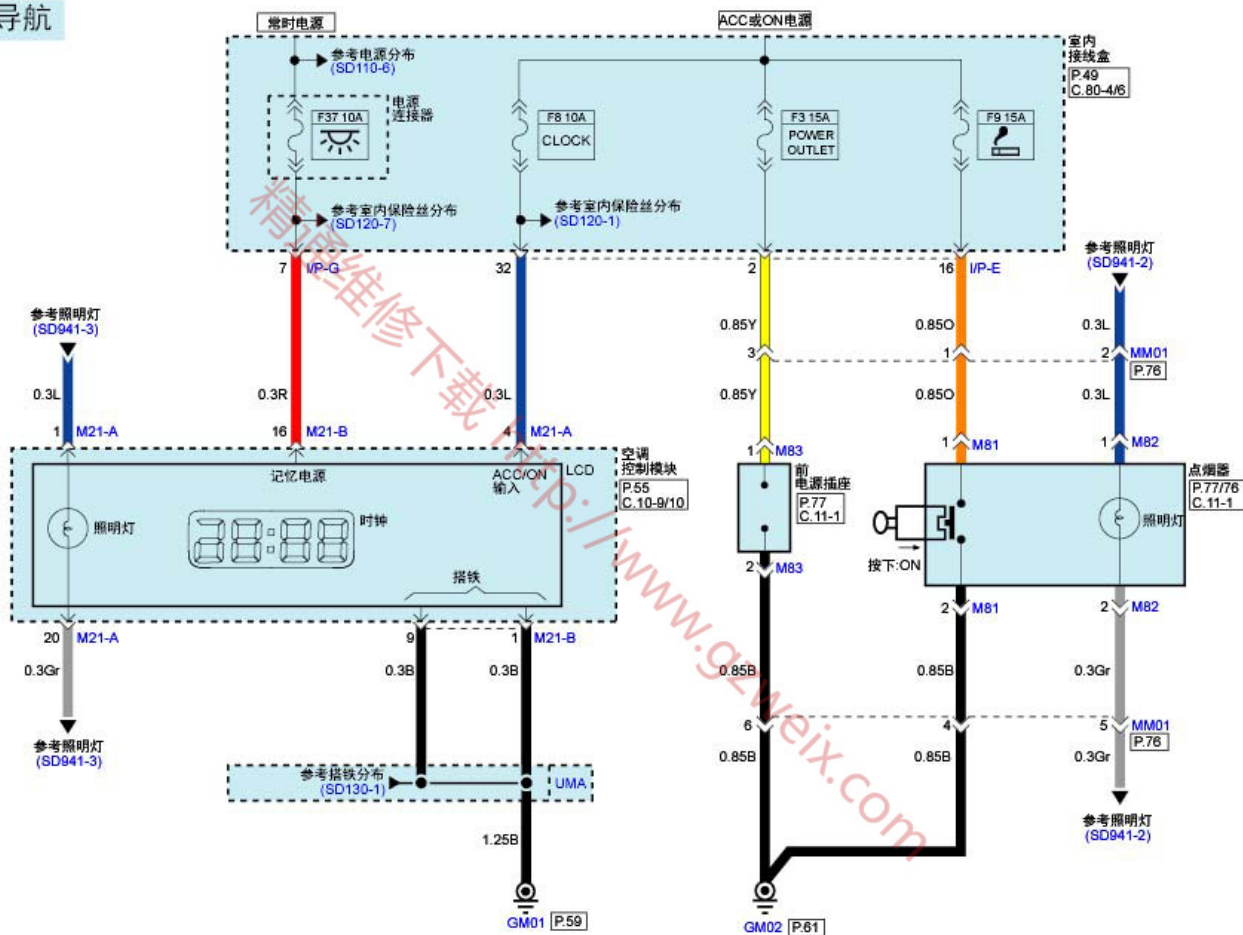 导航
常时电源
ACC或ON电源
参考电源分布
(SD110-6)
室内
接线盒
P.49
C.80-4/6
电源
连接器
F37 10A
F8 10A
CLOCK
F3 15A
POWER
OUTLET
F9 15A
参考室内保险丝分布
(SD120-7)
参考室内保险丝分布
(SD120-1)
7 I/P-G
32
2
16 I/P-E
参考照明灯
(SD941-2)
参考照明灯
(SD941-3)
0.85Y
0.85O
0.3L
3
1
2 MM01
P.76
0.3L
0.3R
0.3L
0.85Y
0.85O
0.3L
1 M21-A
16 M21-B
4 M21-A
1 M83
1 M81
1 M82
空调
控制模块
P.55
C.10-9/10
记忆电源
ACC/ON
输入
LCD
前
电源插座
P.77
C.11-1
点烟器
P.77/76
C.11-1
照明灯
28:88
时钟
照明灯
按下:ON
搭铁
2 M83
2 M81
2 M82
20 M21-A
9
1 M21-B
0.3Gr
0.3B
0.3B
0.85B
0.85B
0.3Gr
6
4
5 MM01
P.76
参考照明灯
(SD941-3)
0.85B
0.85B
0.3Gr
参考搭铁分布
(SD130-1)
UMA
参考照明灯
(SD941-2)
1.25B
GM01 P.59
GM02 P.61
精通维修下载 http://www.gzweix.com